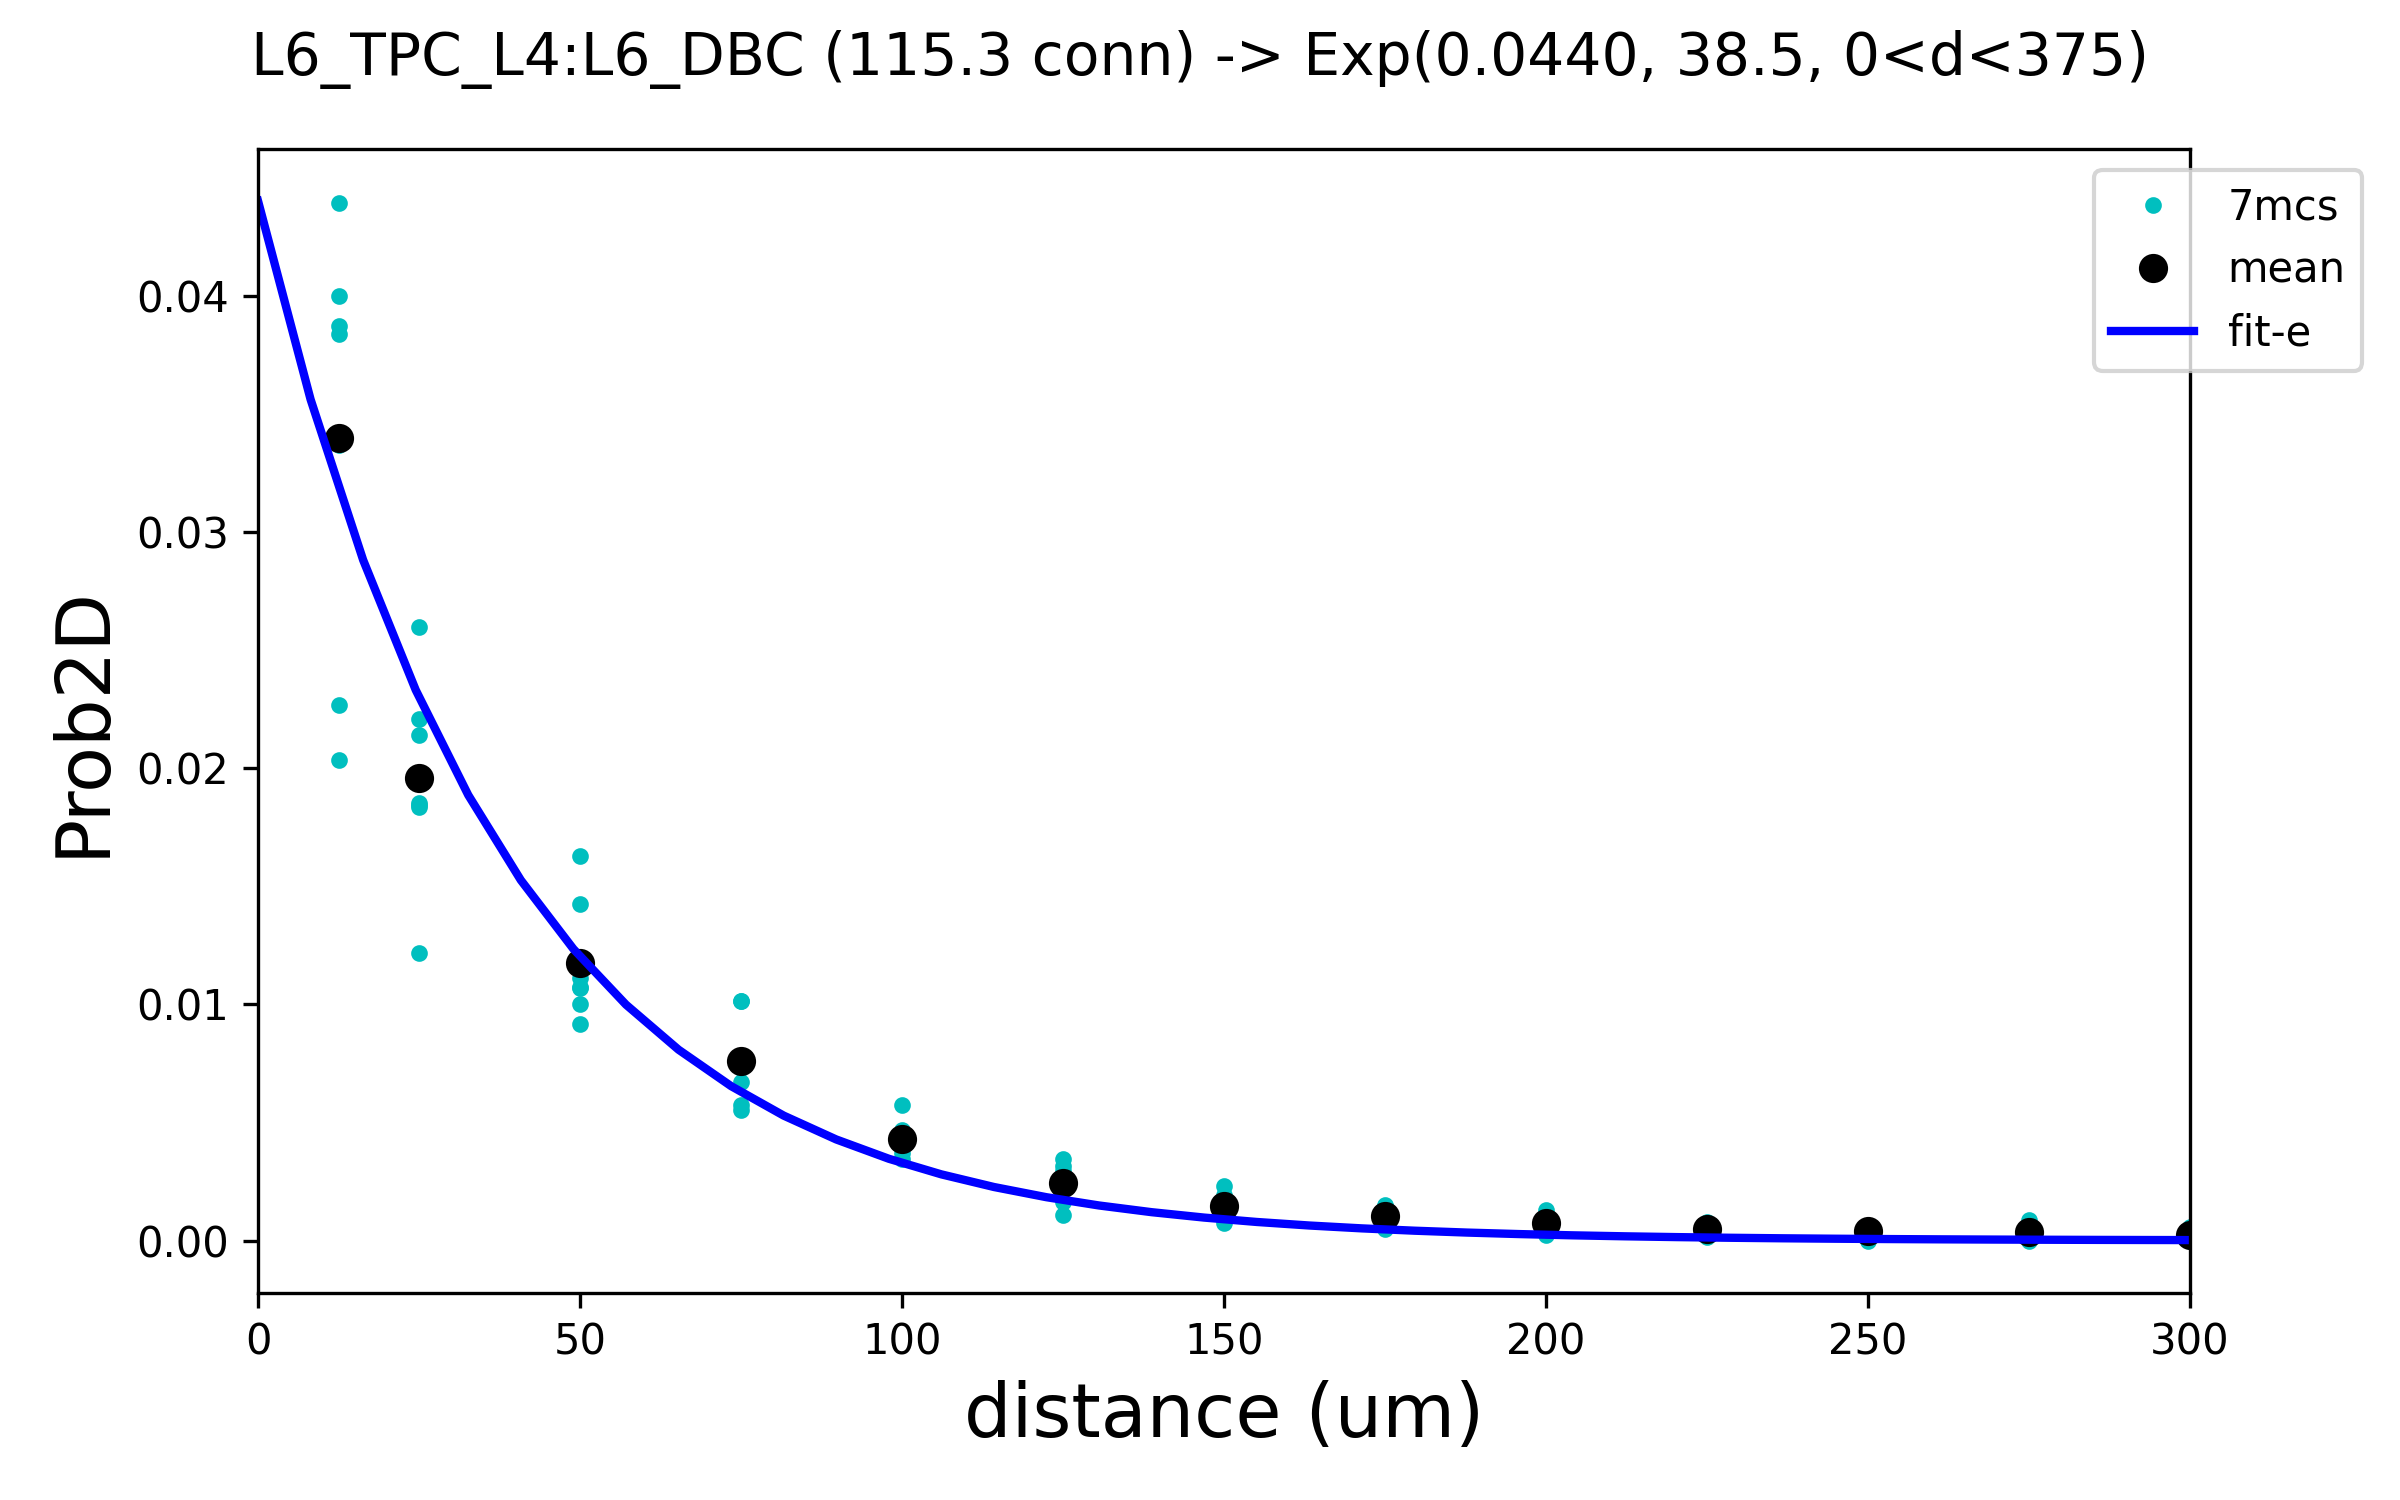 L6_TPC_L4:L6_DBC (115.3 conn) -> Exp(0.0440, 38.5, 0<d<375)
7mcs
mean
fit-e
0.04
0.03
0.02
0.01
0.00
Prob2D
0 50 100 150 200 250 300
distance (um)